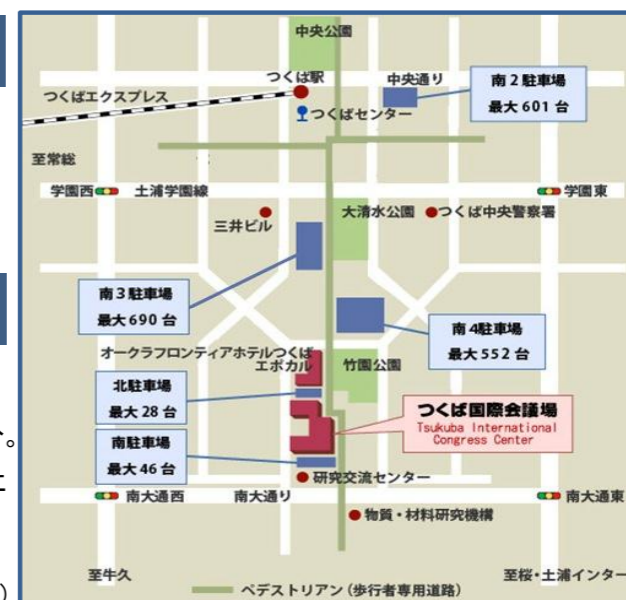 中央公園
つくば駅
中央通り
南2駐車場
最大601台
つくばエクスプレス
つくばセンター
至常総
学園西
土浦学園線
学園東
大清水公園
つくば中央警察署
三井ビル
南3駐車場
最大690台
南4駐車場
最大552台
オークラフロンティアホテルつくば
エポカル
竹園公園
北駐車場
最大28台
つくば国際会議場
Tsukuba International
Congress Center
南駐車場
最大46台
。
研究交流センター
南大通西
南大通り
南大通東
物質・材料研究機構
至牛久
至桜・土浦インター
ペデストリアン(歩行者専用道路)
)